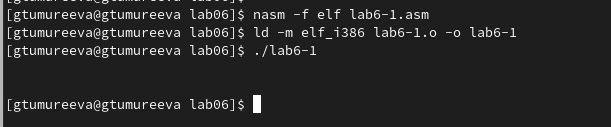 [gtumureeva@gtumureeva lab06]$ nasm -f elf lab6-1.asm
[gtumureeva@gtumureeva lab06]$ ld -m elf_i386 lab6-1.o -o lab6-1
[gtumureeva@gtumureeva lab06]$ ./lab6-1
[gtumureeva@gtumureeva lab06]$